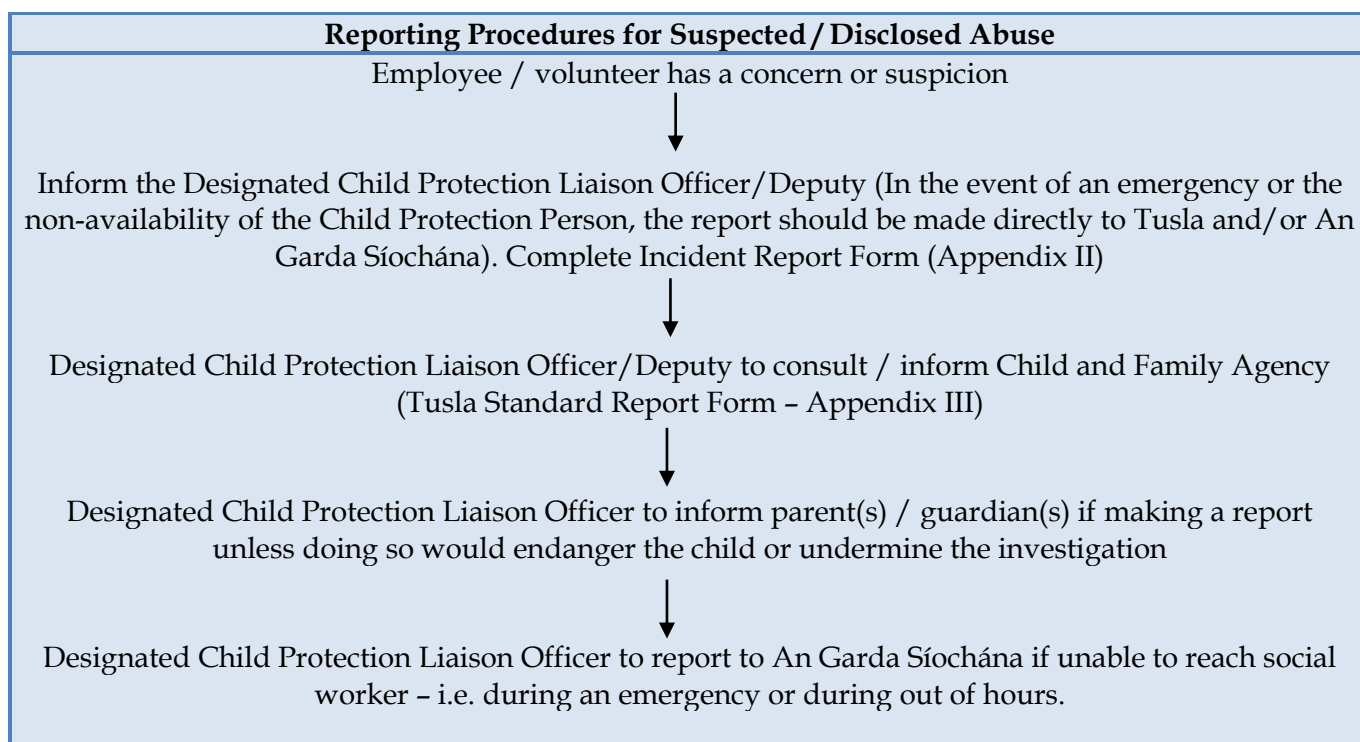 Reporting Procedures for Suspected / Disclosed Abuse
Employee / volunteer has a concern or suspicion
Inform the Designated Child Protection Liaison Officer/Deputy (In the event of an emergency or the
non-availability of the Child Protection Person, the report should be made directly to Tusla and/or An
Garda Síochána). Complete Incident Report Form (Appendix II)
Designated Child Protection Liaison Officer/Deputy to consult / inform Child and Family Agency
(Tusla Standard Report Form – Appendix III)
Designated Child Protection Liaison Officer to inform parent(s) / guardian(s) if making a report
unless doing so would endanger the child or undermine the investigation
Designated Child Protection Liaison Officer to report to An Garda Síochána if unable to reach social
worker – i.e. during an emergency or during out of hours.